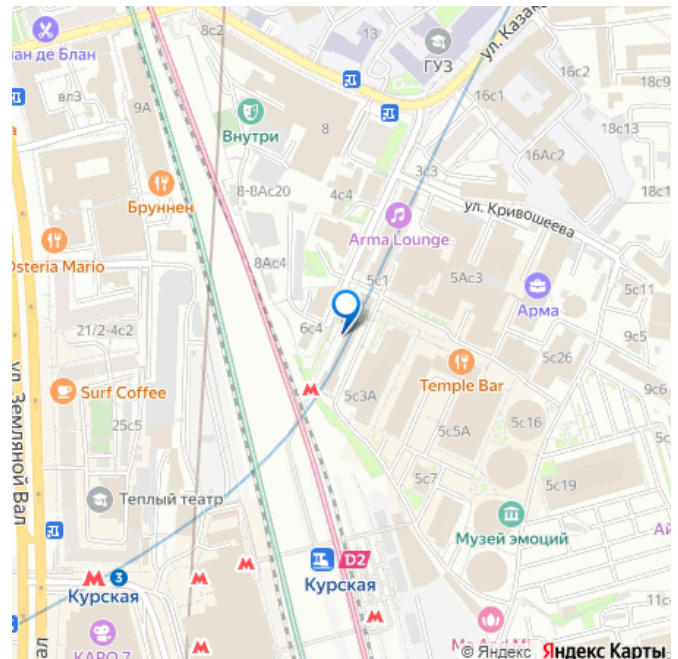 8с2
13
ул. Казак
ГУЗ
ан де Блан
вл3
9А
16с2
18с9
16с1
18с13
Внутри
8
16Ас2
3с3
8-8Ас20
4с4
18с1
Бруннен
ул. Кривошеева
Arma Lounge
Osteria Mario
8Ас4
5с1
5Ас3
Арма
5с11
21/2-4с2
6с4
9с5
5с26
Temple Bar
9с6
Surf Coffee
5с3А
ул. Земляной Вал
25с5
5с16
5с5А
5с7
5с19
Теплый театр
Музей эмоций
Ай
D2
Курская
3
Курская
11с
КАРО 7
ал
© Яндекс Яндекс Карты